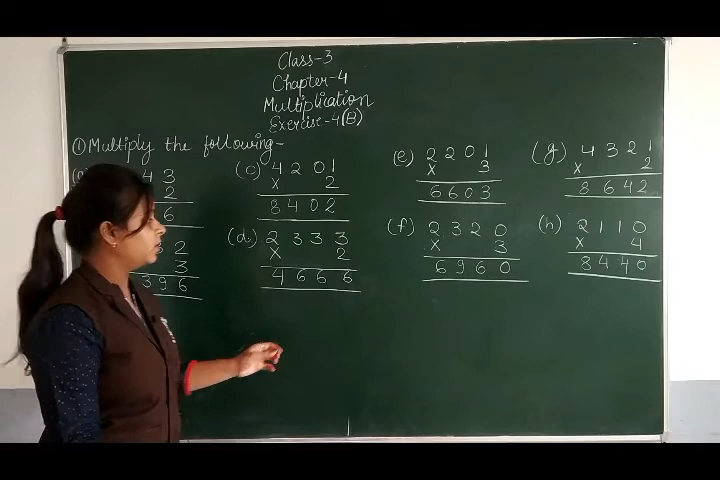 Class-3
Chapter-4
Multiplication
Exercise-4(B)
① Multiply the following-
4 3
2
6
2
3
3 9 6
(c) 4 2 0 1
x 2
8 4 0 2
(d) 2 3 3 3
x 2
4 6 6 6
(e) 2 2 0 1
x 3
6 6 0 3
(f) 2 3 2 0
x 3
6 9 6 0
(g) 4 3 2 1
x 2
8 6 4 2
(h) 2 1 1 0
x 4
8 4 4 0